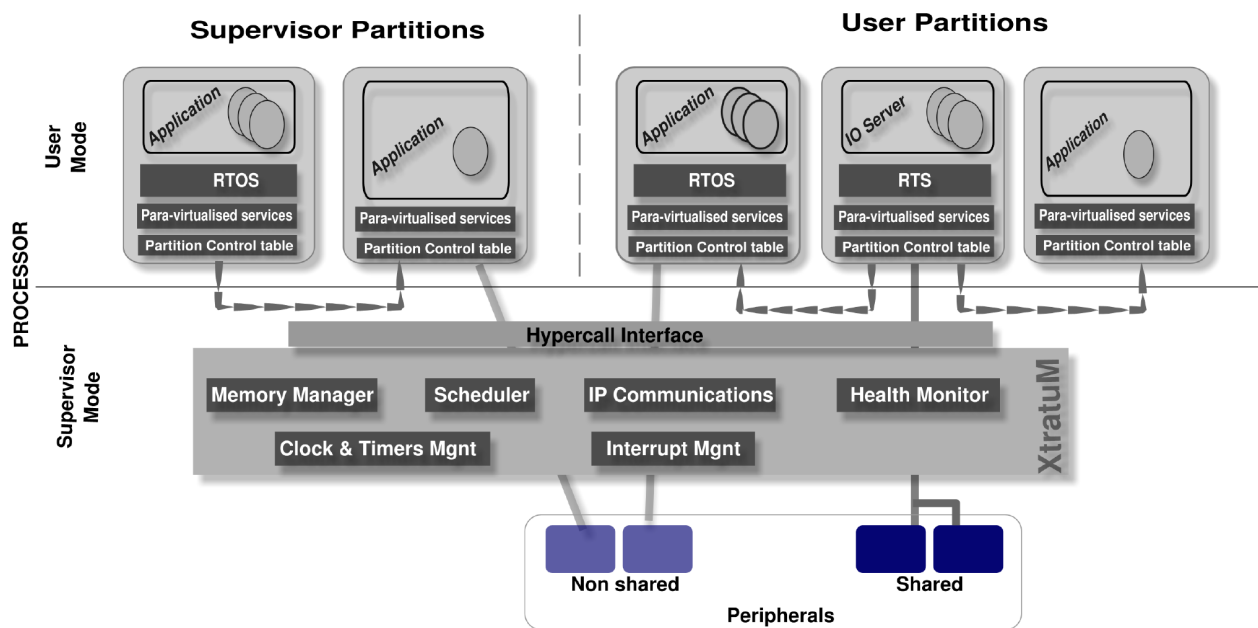 Supervisor Partitions
User Partitions
User
Mode
Application
RTOS
Para-virtualised services
Partition Control table
Application
Para-virtualised services
Partition Control table
Application
RTOS
Para-virtualised services
Partition Control table
IO Server
RTS
Para-virtualised services
Partition Control table
Application
Para-virtualised services
Partition Control table
PROCESSOR
Supervisor
Mode
Hypercall Interface
Memory Manager
Scheduler
IP Communications
Health Monitor
Clock & Timers Mgnt
Interrupt Mgnt
XtratuM
Non shared
Shared
Peripherals